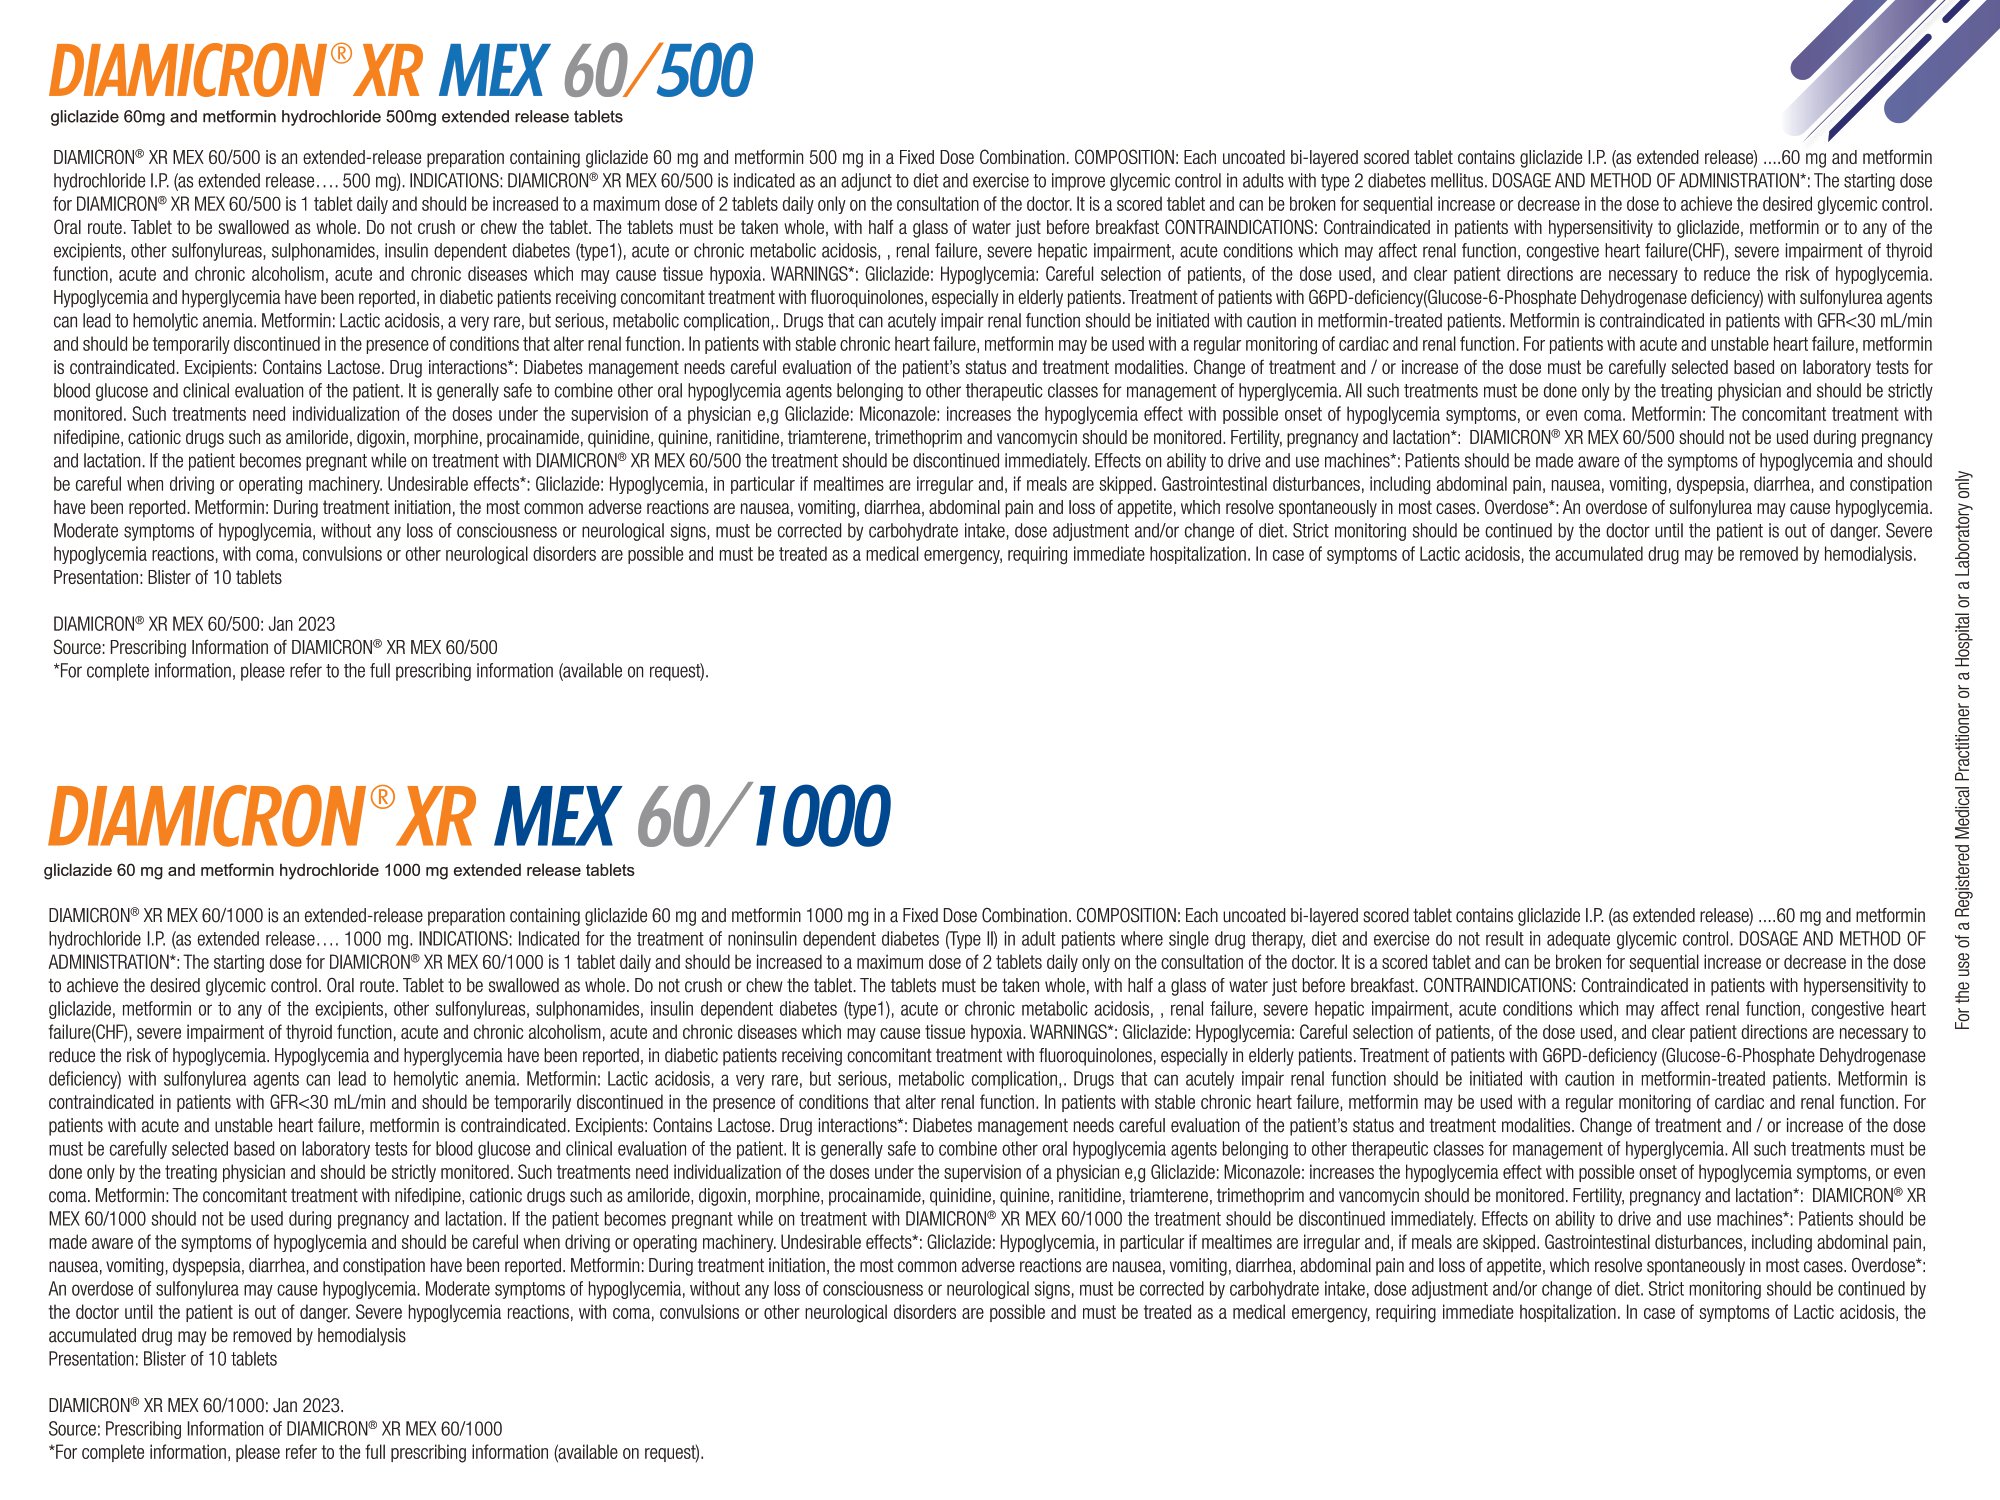 DIAMICRON® XR MEX 60/500
gliclazide 60mg and metformin hydrochloride 500mg extended release tablets
DIAMICRON® XR MEX 60/500 is an extended-release preparation containing gliclazide 60 mg and metformin 500 mg in a Fixed Dose Combination. COMPOSITION: Each uncoated bi-layered scored tablet contains gliclazide I.P. (as extended release) ....60 mg and metformin
hydrochloride I.P. (as extended release.... 500 mg). INDICATIONS: DIAMICRON® XR MEX 60/500 is indicated as an adjunct to diet and exercise to improve glycemic control in adults with type 2 diabetes mellitus. DOSAGE AND METHOD OF ADMINISTRATION*: The starting dose
for DIAMICRON® XR MEX 60/500 is 1 tablet daily and should be increased to a maximum dose of 2 tablets daily only on the consultation of the doctor. It is a scored tablet and can be broken for sequential increase or decrease in the dose to achieve the desired glycemic control.
Oral route. Tablet to be swallowed as whole. Do not crush or chew the tablet. The tablets must be taken whole, with half a glass of water just before breakfast CONTRAINDICATIONS: Contraindicated in patients with hypersensitivity to gliclazide, metformin or to any of the
excipients, other sulfonylureas, sulphonamides, insulin dependent diabetes (type1), acute or chronic metabolic acidosis, , renal failure, severe hepatic impairment, acute conditions which may affect renal function, congestive heart failure(CHF), severe impairment of thyroid
function, acute and chronic alcoholism, acute and chronic diseases which may cause tissue hypoxia. WARNINGS*: Gliclazide: Hypoglycemia: Careful selection of patients, of the dose used, and clear patient directions are necessary to reduce the risk of hypoglycemia.
Hypoglycemia and hyperglycemia have been reported, in diabetic patients receiving concomitant treatment with fluoroquinolones, especially in elderly patients. Treatment of patients with G6PD-deficiency(Glucose-6-Phosphate Dehydrogenase deficiency) with sulfonylurea agents
can lead to hemolytic anemia. Metformin: Lactic acidosis, a very rare, but serious, metabolic complication,. Drugs that can acutely impair renal function should be initiated with caution in metformin-treated patients. Metformin is contraindicated in patients with GFR<30 mL/min
and should be temporarily discontinued in the presence of conditions that alter renal function. In patients with stable chronic heart failure, metformin may be used with a regular monitoring of cardiac and renal function. For patients with acute and unstable heart failure, metformin
is contraindicated. Excipients: Contains Lactose. Drug interactions*: Diabetes management needs careful evaluation of the patient's status and treatment modalities. Change of treatment and / or increase of the dose must be carefully selected based on laboratory tests for
blood glucose and clinical evaluation of the patient. It is generally safe to combine other oral hypoglycemia agents belonging to other therapeutic classes for management of hyperglycemia. All such treatments must be done only by the treating physician and should be strictly
monitored. Such treatments need individualization of the doses under the supervision of a physician e,g Gliclazide: Miconazole: increases the hypoglycemia effect with possible onset of hypoglycemia symptoms, or even coma. Metformin: The concomitant treatment with
nifedipine, cationic drugs such as amiloride, digoxin, morphine, procainamide, quinidine, quinine, ranitidine, triamterene, trimethoprim and vancomycin should be monitored. Fertility, pregnancy and lactation*: DIAMICRON® XR MEX 60/500 should not be used during pregnancy
and lactation. If the patient becomes pregnant while on treatment with DIAMICRON® XR MEX 60/500 the treatment should be discontinued immediately. Effects on ability to drive and use machines*: Patients should be made aware of the symptoms of hypoglycemia and should
be careful when driving or operating machinery. Undesirable effects*: Gliclazide: Hypoglycemia, in particular if mealtimes are irregular and, if meals are skipped. Gastrointestinal disturbances, including abdominal pain, nausea, vomiting, dyspepsia, diarrhea, and constipation
have been reported. Metformin: During treatment initiation, the most common adverse reactions are nausea, vomiting, diarrhea, abdominal pain and loss of appetite, which resolve spontaneously in most cases. Overdose*: An overdose of sulfonylurea may cause hypoglycemia.
Moderate symptoms of hypoglycemia, without any loss of consciousness or neurological signs, must be corrected by carbohydrate intake, dose adjustment and/or change of diet. Strict monitoring should be continued by the doctor until the patient is out of danger. Severe
hypoglycemia reactions, with coma, convulsions or other neurological disorders are possible and must be treated as a medical emergency, requiring immediate hospitalization. In case of symptoms of Lactic acidosis, the accumulated drug may be removed by hemodialysis.
Presentation: Blister of 10 tablets
DIAMICRON® XR MEX 60/500: Jan 2023
Source: Prescribing Information of DIAMICRON® XR MEX 60/500
*For complete information, please refer to the full prescribing information (available on request).
DIAMICRON® XR MEX 60/1000
gliclazide 60 mg and metformin hydrochloride 1000 mg extended release tablets
DIAMICRON® XR MEX 60/1000 is an extended-release preparation containing gliclazide 60 mg and metformin 1000 mg in a Fixed Dose Combination. COMPOSITION: Each uncoated bi-layered scored tablet contains gliclazide I.P. (as extended release) ....60 mg and metformin
hydrochloride I.P. (as extended release.... 1000 mg. INDICATIONS: Indicated for the treatment of noninsulin dependent diabetes (Type II) in adult patients where single drug therapy, diet and exercise do not result in adequate glycemic control. DOSAGE AND METHOD OF
ADMINISTRATION*: The starting dose for DIAMICRON® XR MEX 60/1000 is 1 tablet daily and should be increased to a maximum dose of 2 tablets daily only on the consultation of the doctor. It is a scored tablet and can be broken for sequential increase or decrease in the dose
to achieve the desired glycemic control. Oral route. Tablet to be swallowed as whole. Do not crush or chew the tablet. The tablets must be taken whole, with half a glass of water just before breakfast. CONTRAINDICATIONS: Contraindicated in patients with hypersensitivity to
gliclazide, metformin or to any of the excipients, other sulfonylureas, sulphonamides, insulin dependent diabetes (type1), acute or chronic metabolic acidosis, , renal failure, severe hepatic impairment, acute conditions which may affect renal function, congestive heart
failure(CHF), severe impairment of thyroid function, acute and chronic alcoholism, acute and chronic diseases which may cause tissue hypoxia. WARNINGS*: Gliclazide: Hypoglycemia: Careful selection of patients, of the dose used, and clear patient directions are necessary to
reduce the risk of hypoglycemia. Hypoglycemia and hyperglycemia have been reported, in diabetic patients receiving concomitant treatment with fluoroquinolones, especially in elderly patients. Treatment of patients with G6PD-deficiency (Glucose-6-Phosphate Dehydrogenase
deficiency) with sulfonylurea agents can lead to hemolytic anemia. Metformin: Lactic acidosis, a very rare, but serious, metabolic complication,. Drugs that can acutely impair renal function should be initiated with caution in metformin-treated patients. Metformin is
contraindicated in patients with GFR<30 mL/min and should be temporarily discontinued in the presence of conditions that alter renal function. In patients with stable chronic heart failure, metformin may be used with a regular monitoring of cardiac and renal function. For
patients with acute and unstable heart failure, metformin is contraindicated. Excipients: Contains Lactose. Drug interactions*: Diabetes management needs careful evaluation of the patient's status and treatment modalities. Change of treatment and / or increase of the dose
must be carefully selected based on laboratory tests for blood glucose and clinical evaluation of the patient. It is generally safe to combine other oral hypoglycemia agents belonging to other therapeutic classes for management of hyperglycemia. All such treatments must be
done only by the treating physician and should be strictly monitored. Such treatments need individualization of the doses under the supervision of a physician e,g Gliclazide: Miconazole: increases the hypoglycemia effect with possible onset of hypoglycemia symptoms, or even
coma. Metformin: The concomitant treatment with nifedipine, cationic drugs such as amiloride, digoxin, morphine, procainamide, quinidine, quinine, ranitidine, triamterene, trimethoprim and vancomycin should be monitored. Fertility, pregnancy and lactation*: DIAMICRON® XR
MEX 60/1000 should not be used during pregnancy and lactation. If the patient becomes pregnant while on treatment with DIAMICRON® XR MEX 60/1000 the treatment should be discontinued immediately. Effects on ability to drive and use machines*: Patients should be
made aware of the symptoms of hypoglycemia and should be careful when driving or operating machinery. Undesirable effects*: Gliclazide: Hypoglycemia, in particular if mealtimes are irregular and, if meals are skipped. Gastrointestinal disturbances, including abdominal pain,
nausea, vomiting, dyspepsia, diarrhea, and constipation have been reported. Metformin: During treatment initiation, the most common adverse reactions are nausea, vomiting, diarrhea, abdominal pain and loss of appetite, which resolve spontaneously in most cases. Overdose*:
An overdose of sulfonylurea may cause hypoglycemia. Moderate symptoms of hypoglycemia, without any loss of consciousness or neurological signs, must be corrected by carbohydrate intake, dose adjustment and/or change of diet. Strict monitoring should be continued by
the doctor until the patient is out of danger. Severe hypoglycemia reactions, with coma, convulsions or other neurological disorders are possible and must be treated as a medical emergency, requiring immediate hospitalization. In case of symptoms of Lactic acidosis, the
accumulated drug may be removed by hemodialysis
Presentation: Blister of 10 tablets
DIAMICRON® XR MEX 60/1000: Jan 2023.
Source: Prescribing Information of DIAMICRON® XR MEX 60/1000
*For complete information, please refer to the full prescribing information (available on request).
For the use of a Registered Medical Practitioner or a Hospital or a Laboratory only